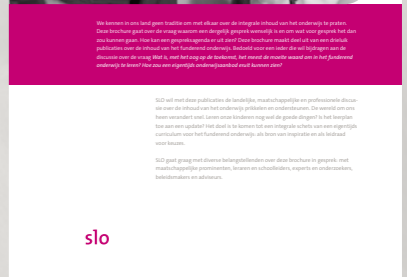 We kennen in ons land geen traditie om met elkaar over de integrale inhoud van het onderwijs te praten.
Deze brochure gaat over de vraag waarom een dergelijk gesprek wenselijk is en om wat voor gesprek het dan
zou kunnen gaan. Hoe kan een gespreksagenda er uit zien? Deze brochure maakt deel uit van een drieluik
publicaties over de inhoud van het funderend onderwijs. Bedoeld voor een ieder die wil bijdragen aan de
discussie over de vraag Wat is, met het oog op de toekomst, het meest de moeite waard om in het funderend
onderwijs te leren? Hoe zou een eigentijds onderwijsaanbod eruit kunnen zien?
SLO wil met deze publicaties de landelijke, maatschappelijke en professionele discus-
sie over de inhoud van het onderwijs prikkelen en ondersteunen. De wereld om ons
heen verandert snel. Leren onze kinderen nog wel de goede dingen? Is het leerplan
toe aan een update? Het doel is te komen tot een integrale schets van een eigentijds
curriculum voor het funderend onderwijs: als bron van inspiratie en als leidraad
voor keuzes.
SLO gaat graag met diverse belangstellenden over deze brochure in gesprek: met
maatschappelijke prominenten, leraren en schoolleiders, experts en onderzoekers,
beleidsmakers en adviseurs.
slo